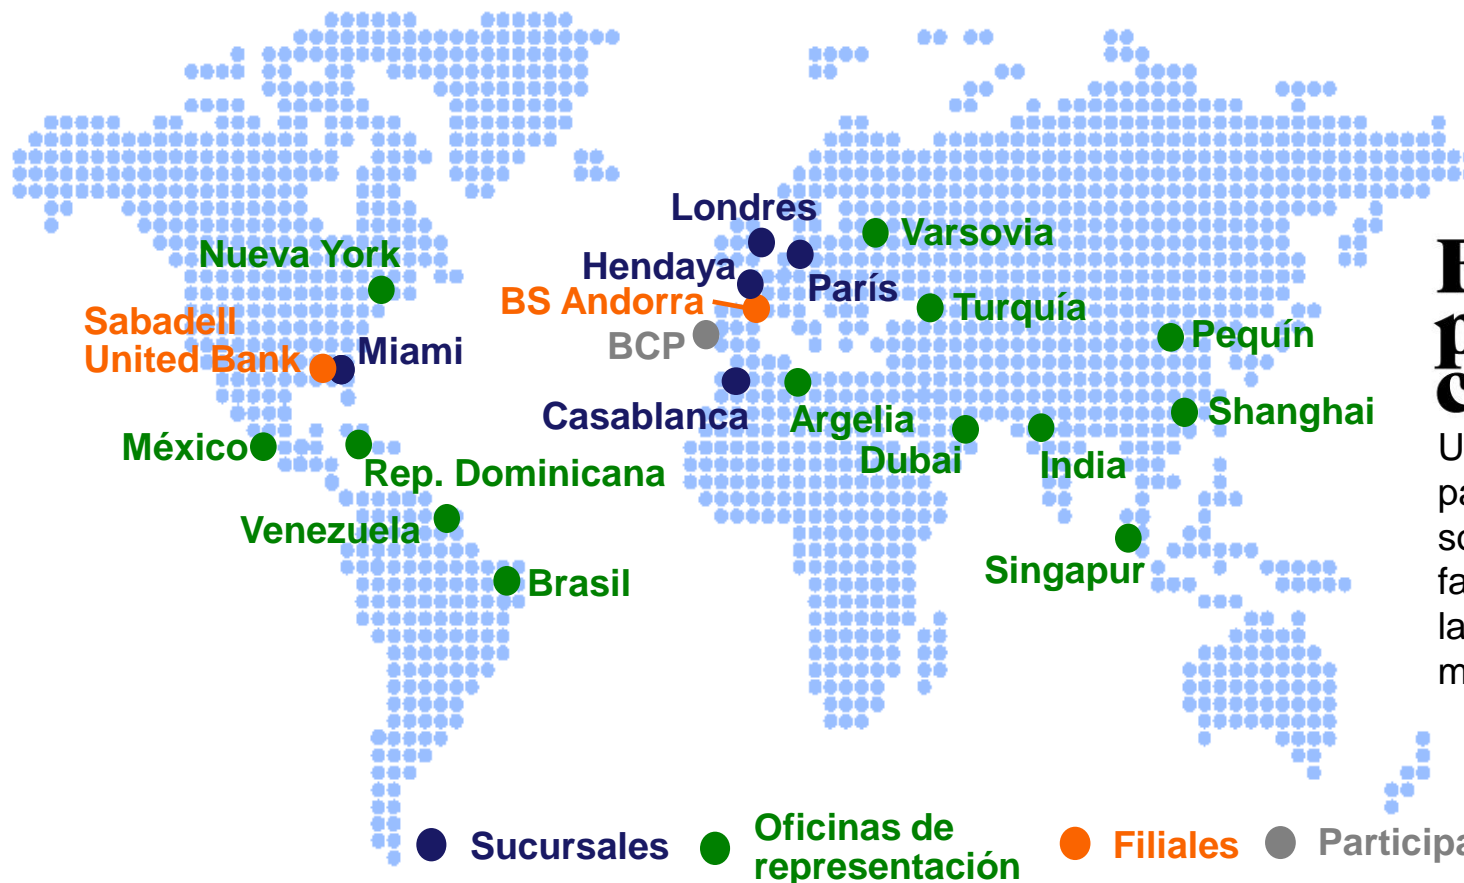 Londres
Varsovia
Nueva York
Hendaya
París
BS Andorra
Turquía
Sabadell
United Bank
Miami
BCP
Pequín
Casablanca
Argelia
Shanghai
México
Dubai
India
Rep. Dominicana
Venezuela
Singapur
Brasil
Sucursales
Oficinas de
representación
Filiales